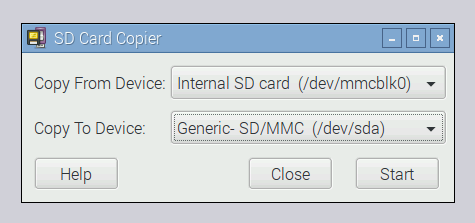 SD Card Copier
Copy From Device: Internal SD card (/dev/mmcblk0)
Copy To Device: Generic- SD/MMC (/dev/sda)
Help Close Start